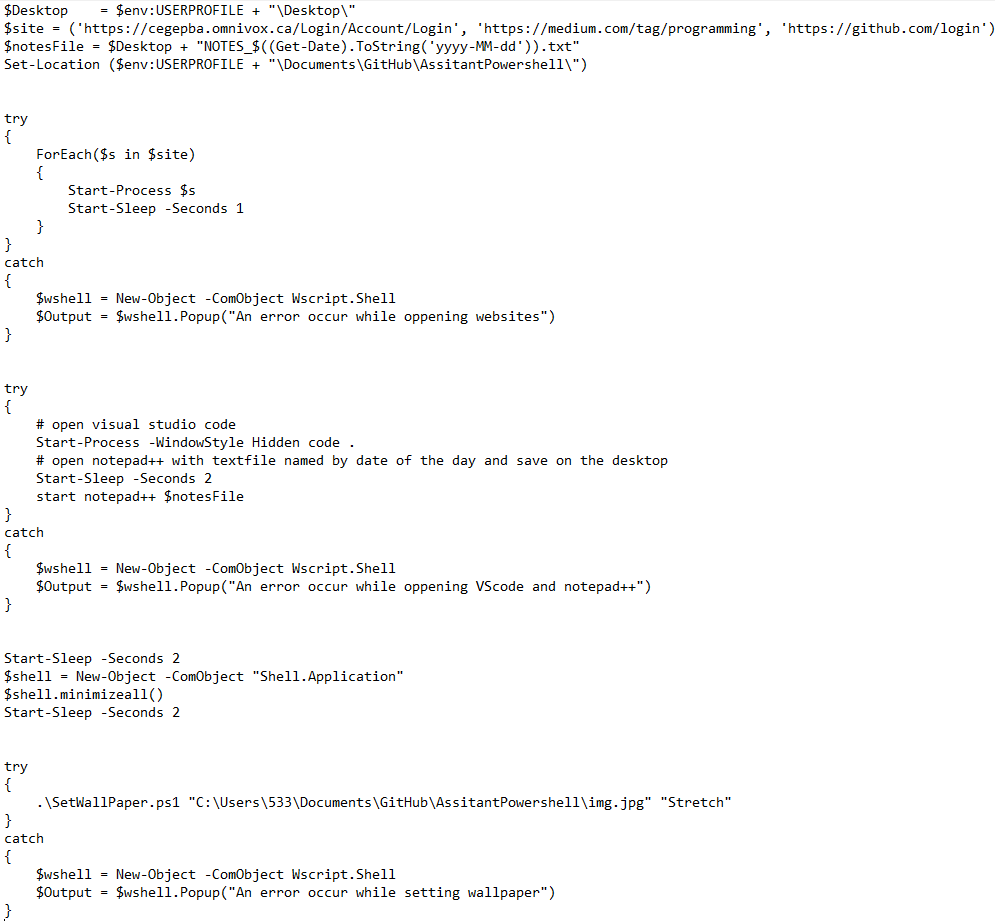 $Desktop    = $env:USERPROFILE + "\Desktop\"
$site = ('https://cegepba.omnivox.ca/Login/Account/Login', 'https://medium.com/tag/programming', 'https://github.com/login')
$notesFile = $Desktop + "NOTES_$((Get-Date).ToString('yyyy-MM-dd')).txt"
Set-Location ($env:USERPROFILE + "\Documents\GitHub\AssitantPowershell\")
try
{
    ForEach($s in $site)
    {
        Start-Process $s
        Start-Sleep -Seconds 1
    }
}
catch
{
    $wshell = New-Object -ComObject Wscript.Shell
    $Output = $wshell.Popup("An error occur while oppening websites")
}
try
{
    # open visual studio code
    Start-Process -WindowStyle Hidden code .
    # open notepad++ with textfile named by date of the day and save on the desktop
    Start-Sleep -Seconds 2
    start notepad++ $notesFile
}
catch
{
    $wshell = New-Object -ComObject Wscript.Shell
    $Output = $wshell.Popup("An error occur while oppening VScode and notepad++")
}
Start-Sleep -Seconds 2
$shell = New-Object -ComObject "Shell.Application"
$shell.minimizeall()
Start-Sleep -Seconds 2
try
{
    .\SetWallPaper.ps1 "C:\Users\533\Documents\GitHub\AssitantPowershell\img.jpg" "Stretch"
}
catch
{
    $wshell = New-Object -ComObject Wscript.Shell
    $Output = $wshell.Popup("An error occur while setting wallpaper")
}